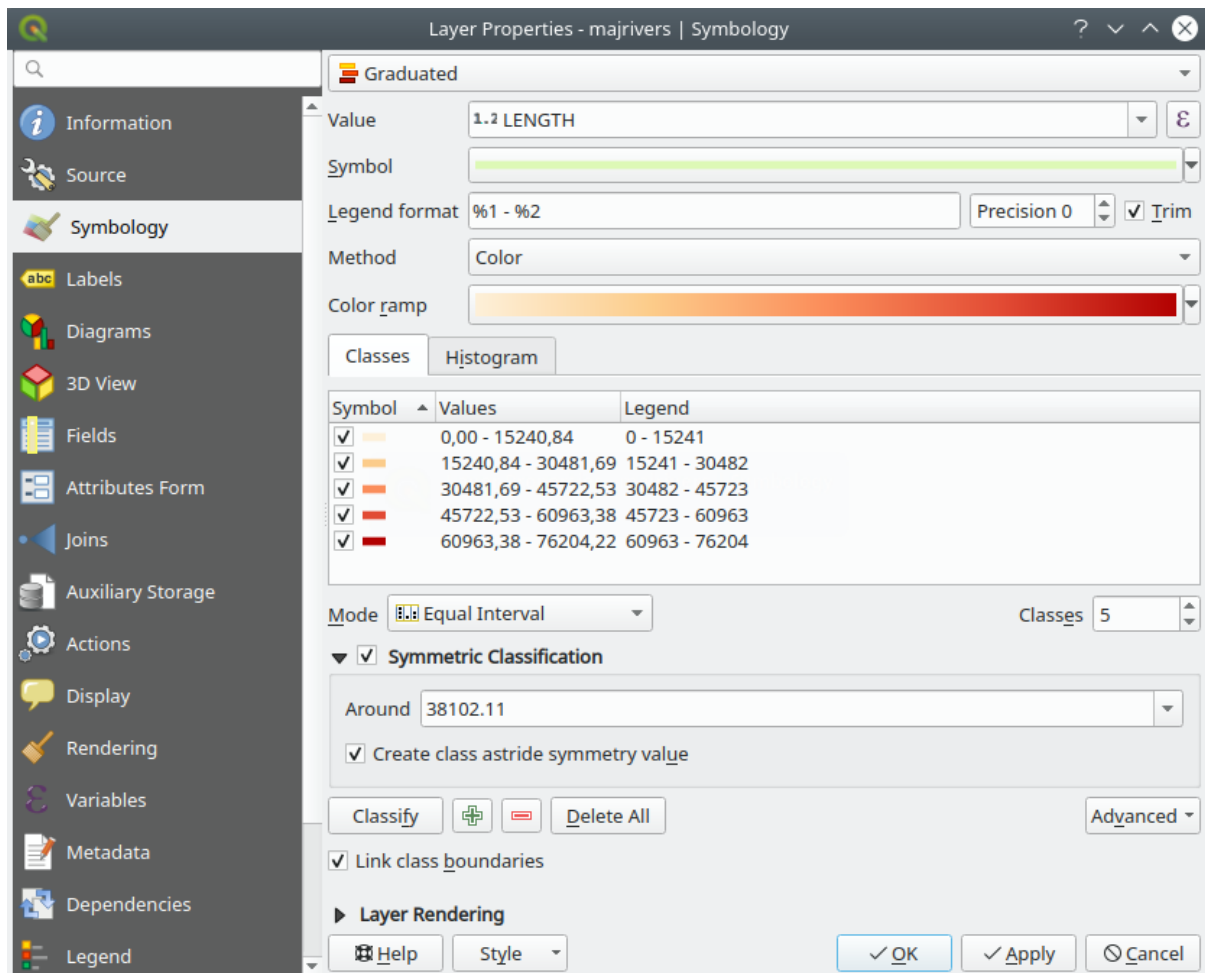 Layer Properties - majrivers | Symbology
Information
Source
Symbology
Labels
Diagrams
3D View
Fields
Attributes Form
Joins
Auxiliary Storage
Actions
Display
Rendering
Variables
Metadata
Dependencies
Legend
Graduated
Value 1.2 LENGTH ε
Symbol
Legend format %1 - %2 Precision 0 Trim
Method Color
Color ramp
Classes Histogram
Symbol Values Legend
0,00 - 15240,84 0 - 15241
15240,84 - 30481,69 15241 - 30482
30481,69 - 45722,53 30482 - 45723
45722,53 - 60963,38 45723 - 60963
60963,38 - 76204,22 60963 - 76204
Mode Equal Interval Classes 5
Symmetric Classification
Around 38102.11
Create class astride symmetry value
Classify Delete All Advanced
Link class boundaries
Layer Rendering
Help Style OK Apply Cancel